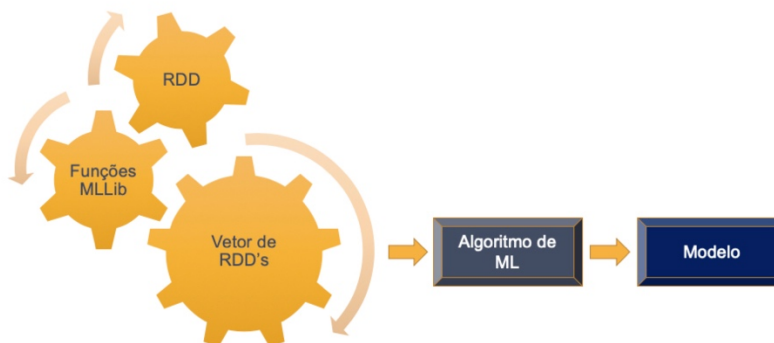 RDD
Funções
MLLib
Vetor de
RDD's
Algoritmo de
ML
Modelo